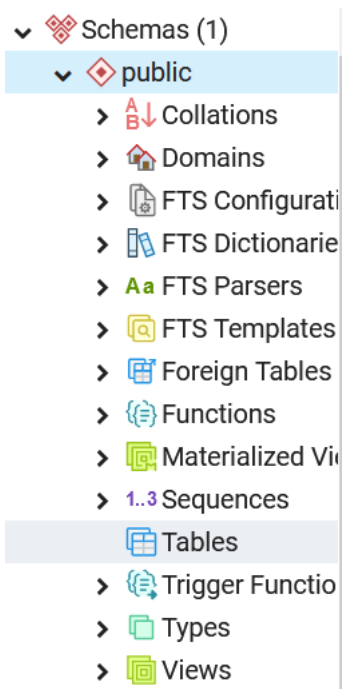 Schemas (1)
public
Collations
Domains
FTS Configurati
FTS Dictionarie
Aa FTS Parsers
FTS Templates
Foreign Tables
Functions
Materialized Vi
1..3 Sequences
Tables
Trigger Functio
Types
Views